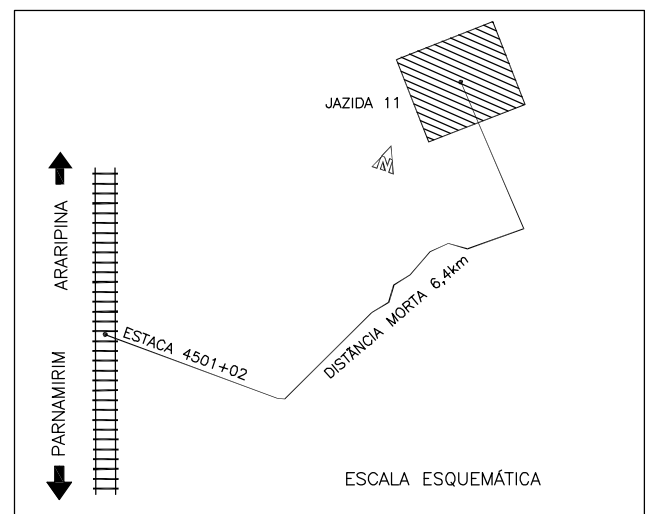 JAZIDA 11
N
ARARIPINA
PARNAMIRIM
ESTACA 4501+02
DISTÂNCIA MORTA 6,4km
ESCALA ESQUEMÁTICA